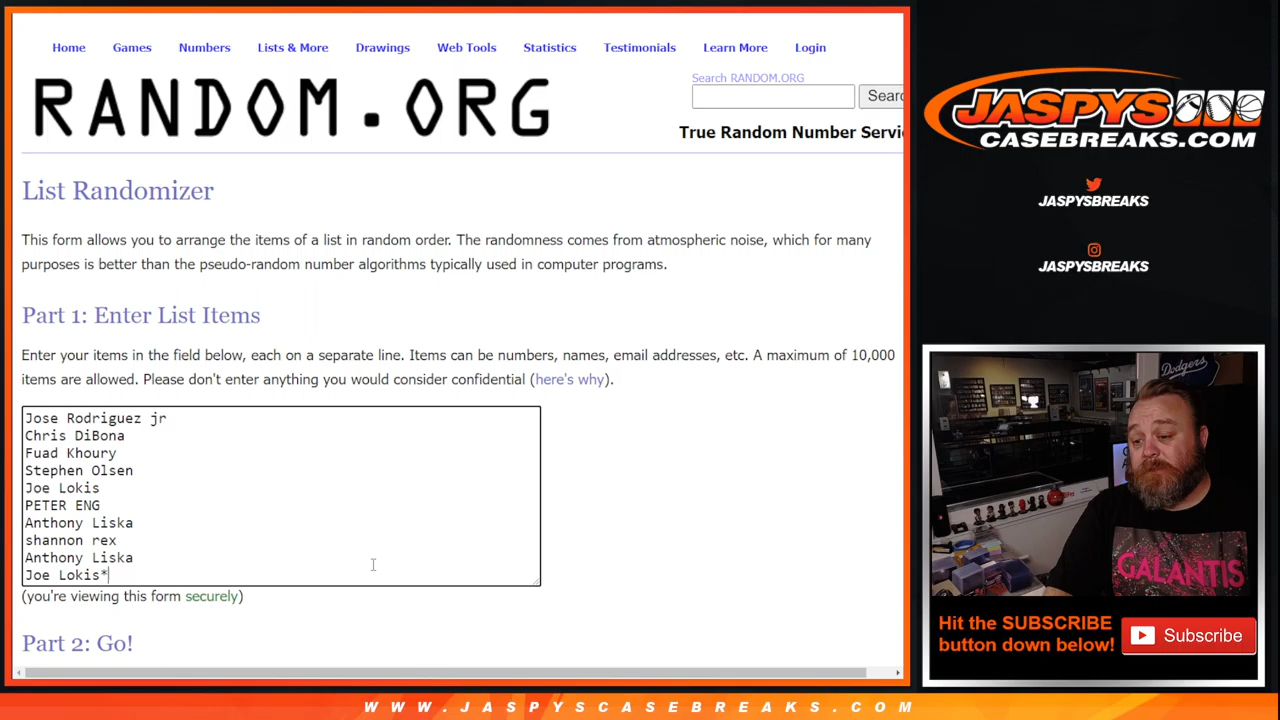 Home Games Numbers Lists & More Drawings Web Tools Statistics Testimonials Learn More Login
RANDOM.ORG
Search RANDOM.ORG
Searc
True Random Number Servi
List Randomizer
This form allows you to arrange the items of a list in random order. The randomness comes from atmospheric noise, which for many
purposes is better than the pseudo-random number algorithms typically used in computer programs.
Part 1: Enter List Items
Enter your items in the field below, each on a separate line. Items can be numbers, names, email addresses, etc. A maximum of 10,000
items are allowed. Please don't enter anything you would consider confidential (here's why).
Jose Rodriguez jr
Chris DiBona
Fuad Khoury
Stephen Olsen
Joe Lokis
PETER ENG
Anthony Liska
shannon rex
Anthony Liska
Joe Lokis*
(you're viewing this form securely)
Part 2: Go!
JASPYS
CASEBREAKS.COM
JASPYSBREAKS
JASPYSBREAKS
Dodgers
GALANTIS
Hit the SUBSCRIBE
button down below!
Subscribe
WWW.JASPYSCASEBREAKS.COM